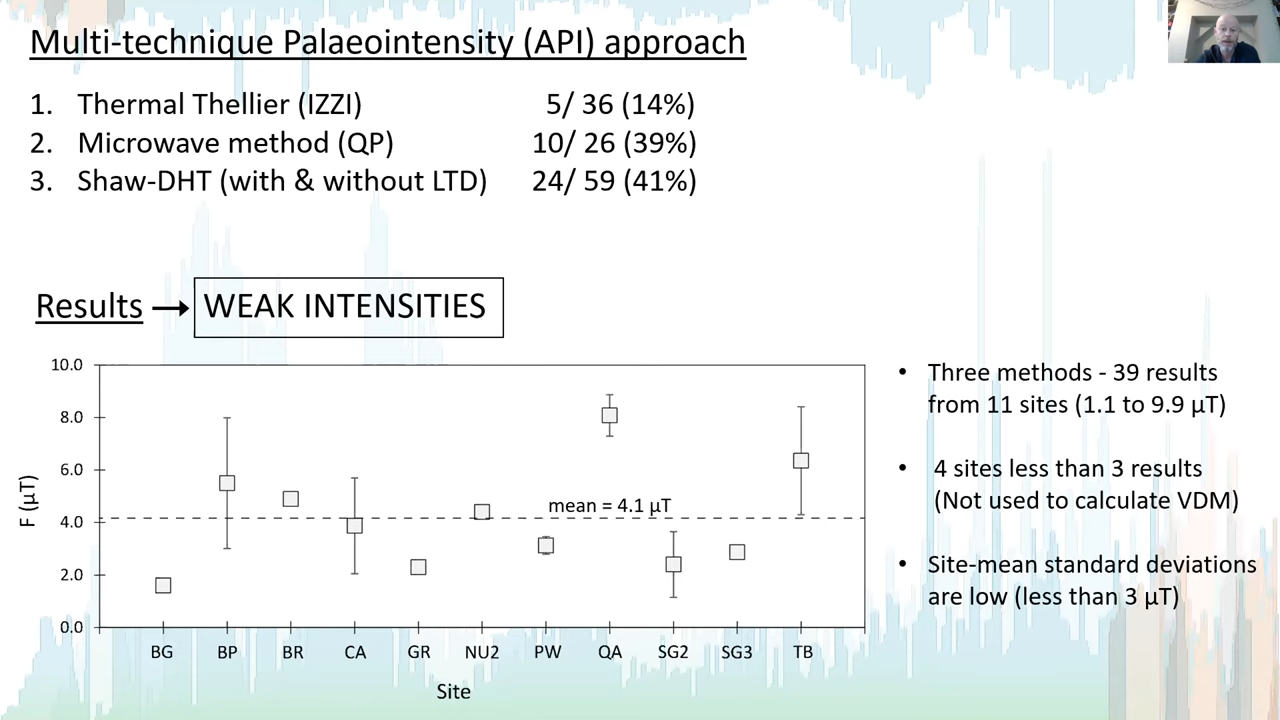 Multi-technique Palaeointensity (API) approach
1. Thermal Thellier (IZZI) 5/ 36 (14%)
2. Microwave method (QP) 10/ 26 (39%)
3. Shaw-DHT (with & without LTD) 24/ 59 (41%)
Results → WEAK INTENSITIES
10.0
8.0
6.0
4.0
2.0
0.0
F (μT)
mean = 4.1 μT
BG BP BR CA GR NU2 PW QA SG2 SG3 TB
Site
• Three methods - 39 results
from 11 sites (1.1 to 9.9 μT)
• 4 sites less than 3 results
(Not used to calculate VDM)
• Site-mean standard deviations
are low (less than 3 μT)